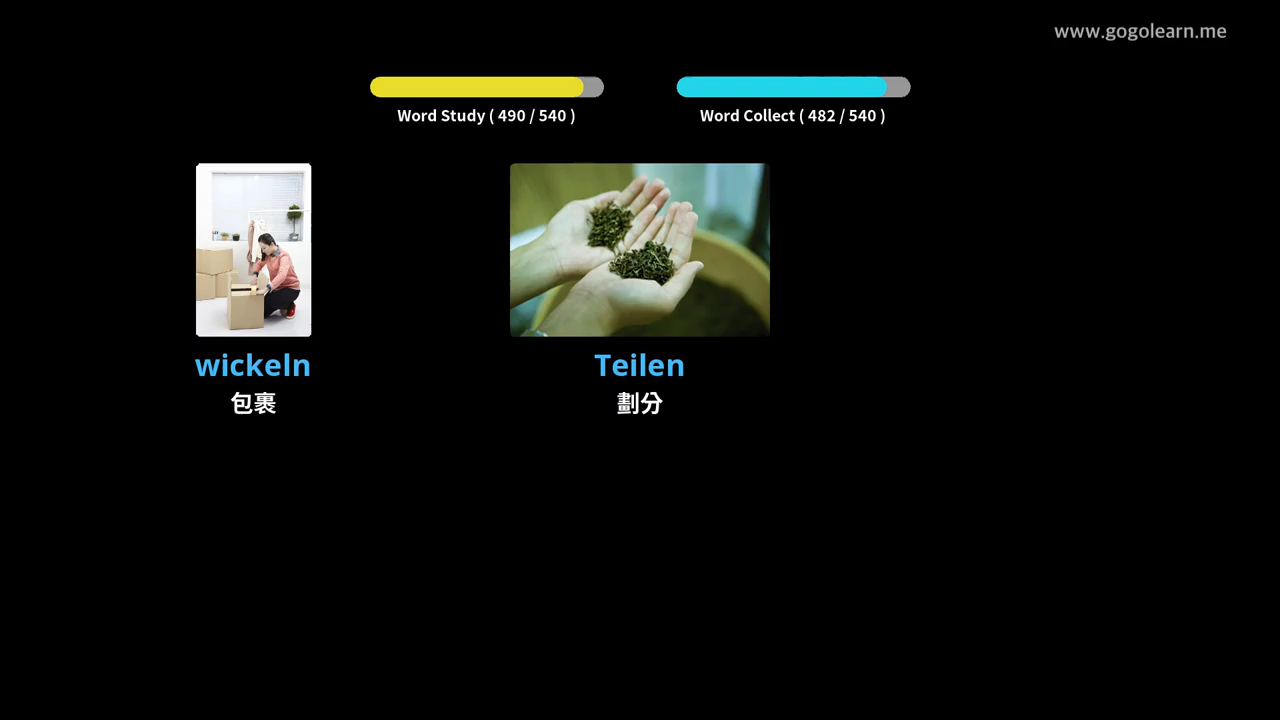 www.gogolearn.me
Word Study ( 490 / 540 )
Word Collect ( 482 / 540 )
wickeln
包裹
Teilen
劃分